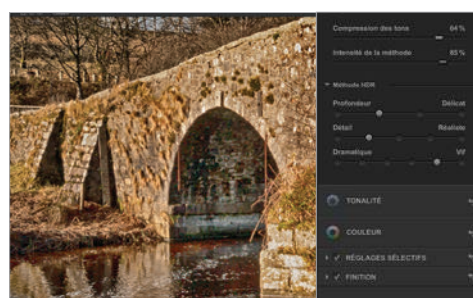 Compression des tons 64 %
Intensité de la méthode 85 %
Méthode HDR
Profondeur Délicat
Détail Réaliste
Dramatique Vif
TONALITÉ
COULEUR
RÉGLAGES SÉLECTIFS
FINITION